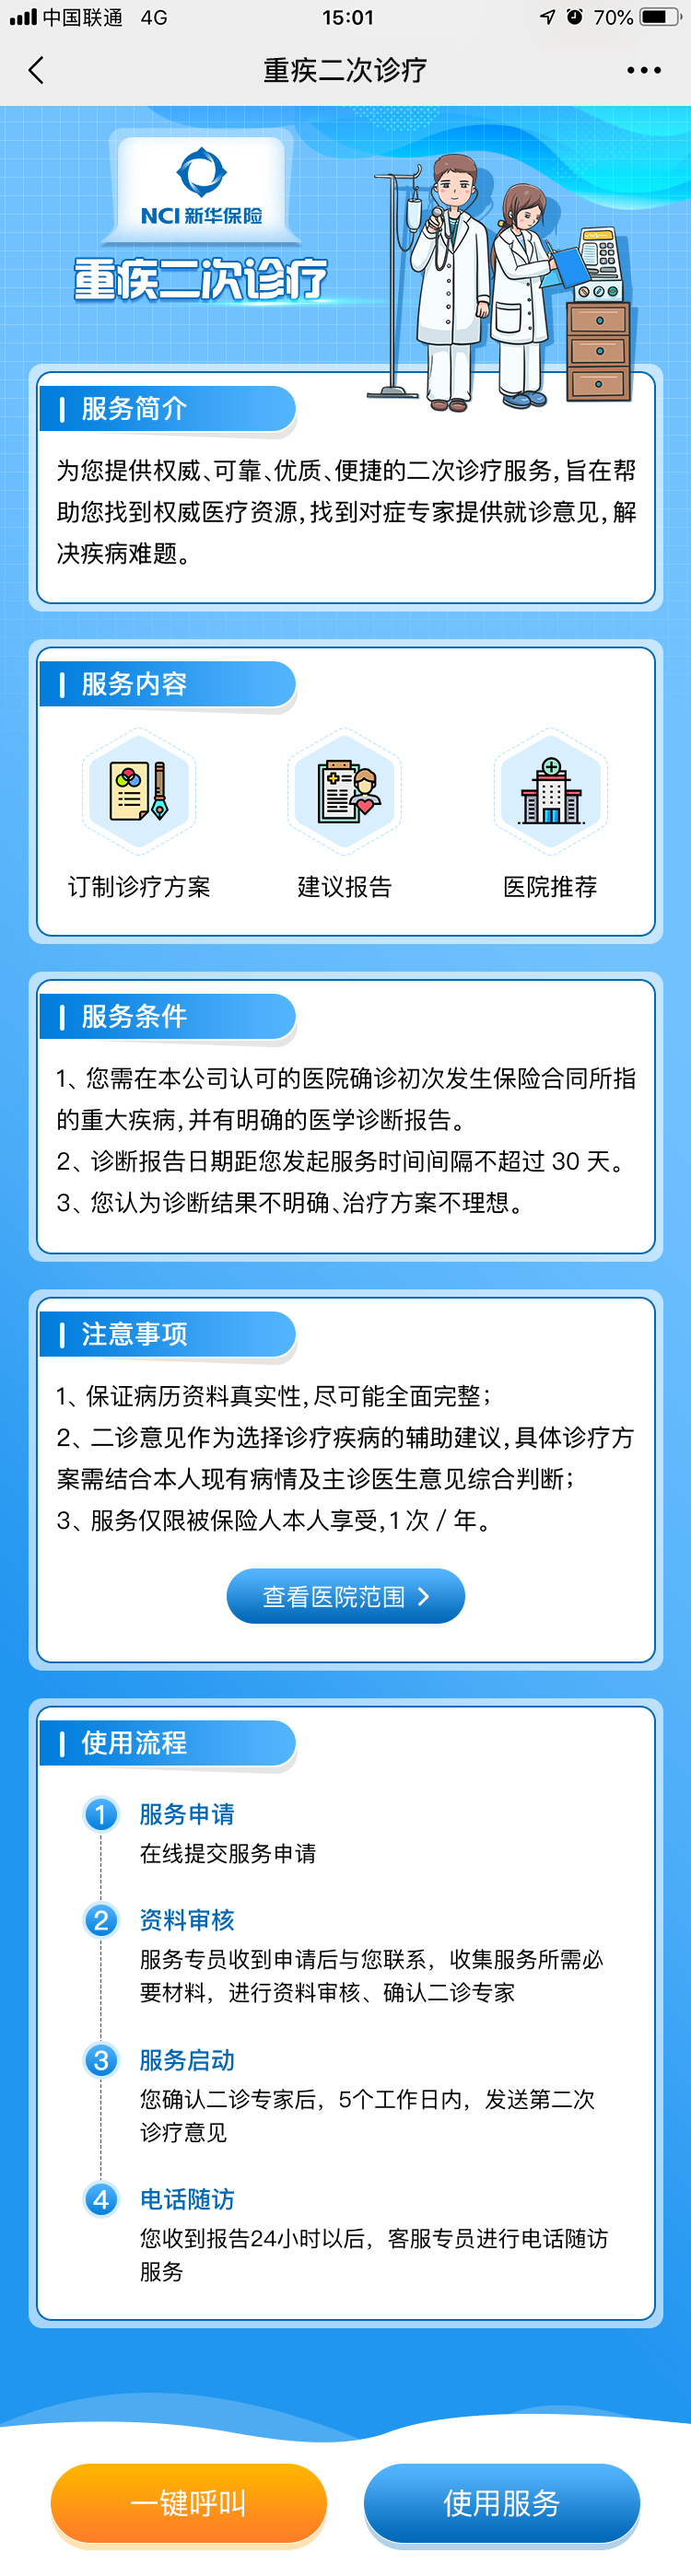 中国联通 4G 15:01 70%
重疾二次诊疗
NCI 新华保险
重疾二次诊疗
服务简介
为您提供权威、可靠、优质、便捷的二次诊疗服务,旨在帮
助您找到权威医疗资源,找到对症专家提供就诊意见,解
决疾病难题。
服务内容
订制诊疗方案 建议报告 医院推荐
服务条件
1、您需在本公司认可的医院确诊初次发生保险合同所指
的重大疾病,并有明确的医学诊断报告。
2、诊断报告日期距您发起服务时间间隔不超过 30 天。
3、您认为诊断结果不明确、治疗方案不理想。
注意事项
1、保证病历资料真实性,尽可能全面完整;
2、二诊意见作为选择诊疗疾病的辅助建议,具体诊疗方
案需结合本人现有病情及主诊医生意见综合判断;
3、服务仅限被保险人本人享受,1 次 / 年。
查看医院范围
使用流程
1 服务申请
在线提交服务申请
2 资料审核
服务专员收到申请后与您联系，收集服务所需必
要材料，进行资料审核、确认二诊专家
3 服务启动
您确认二诊专家后，5个工作日内，发送第二次
诊疗意见
4 电话随访
您收到报告24小时以后，客服专员进行电话随访
服务
一键呼叫 使用服务